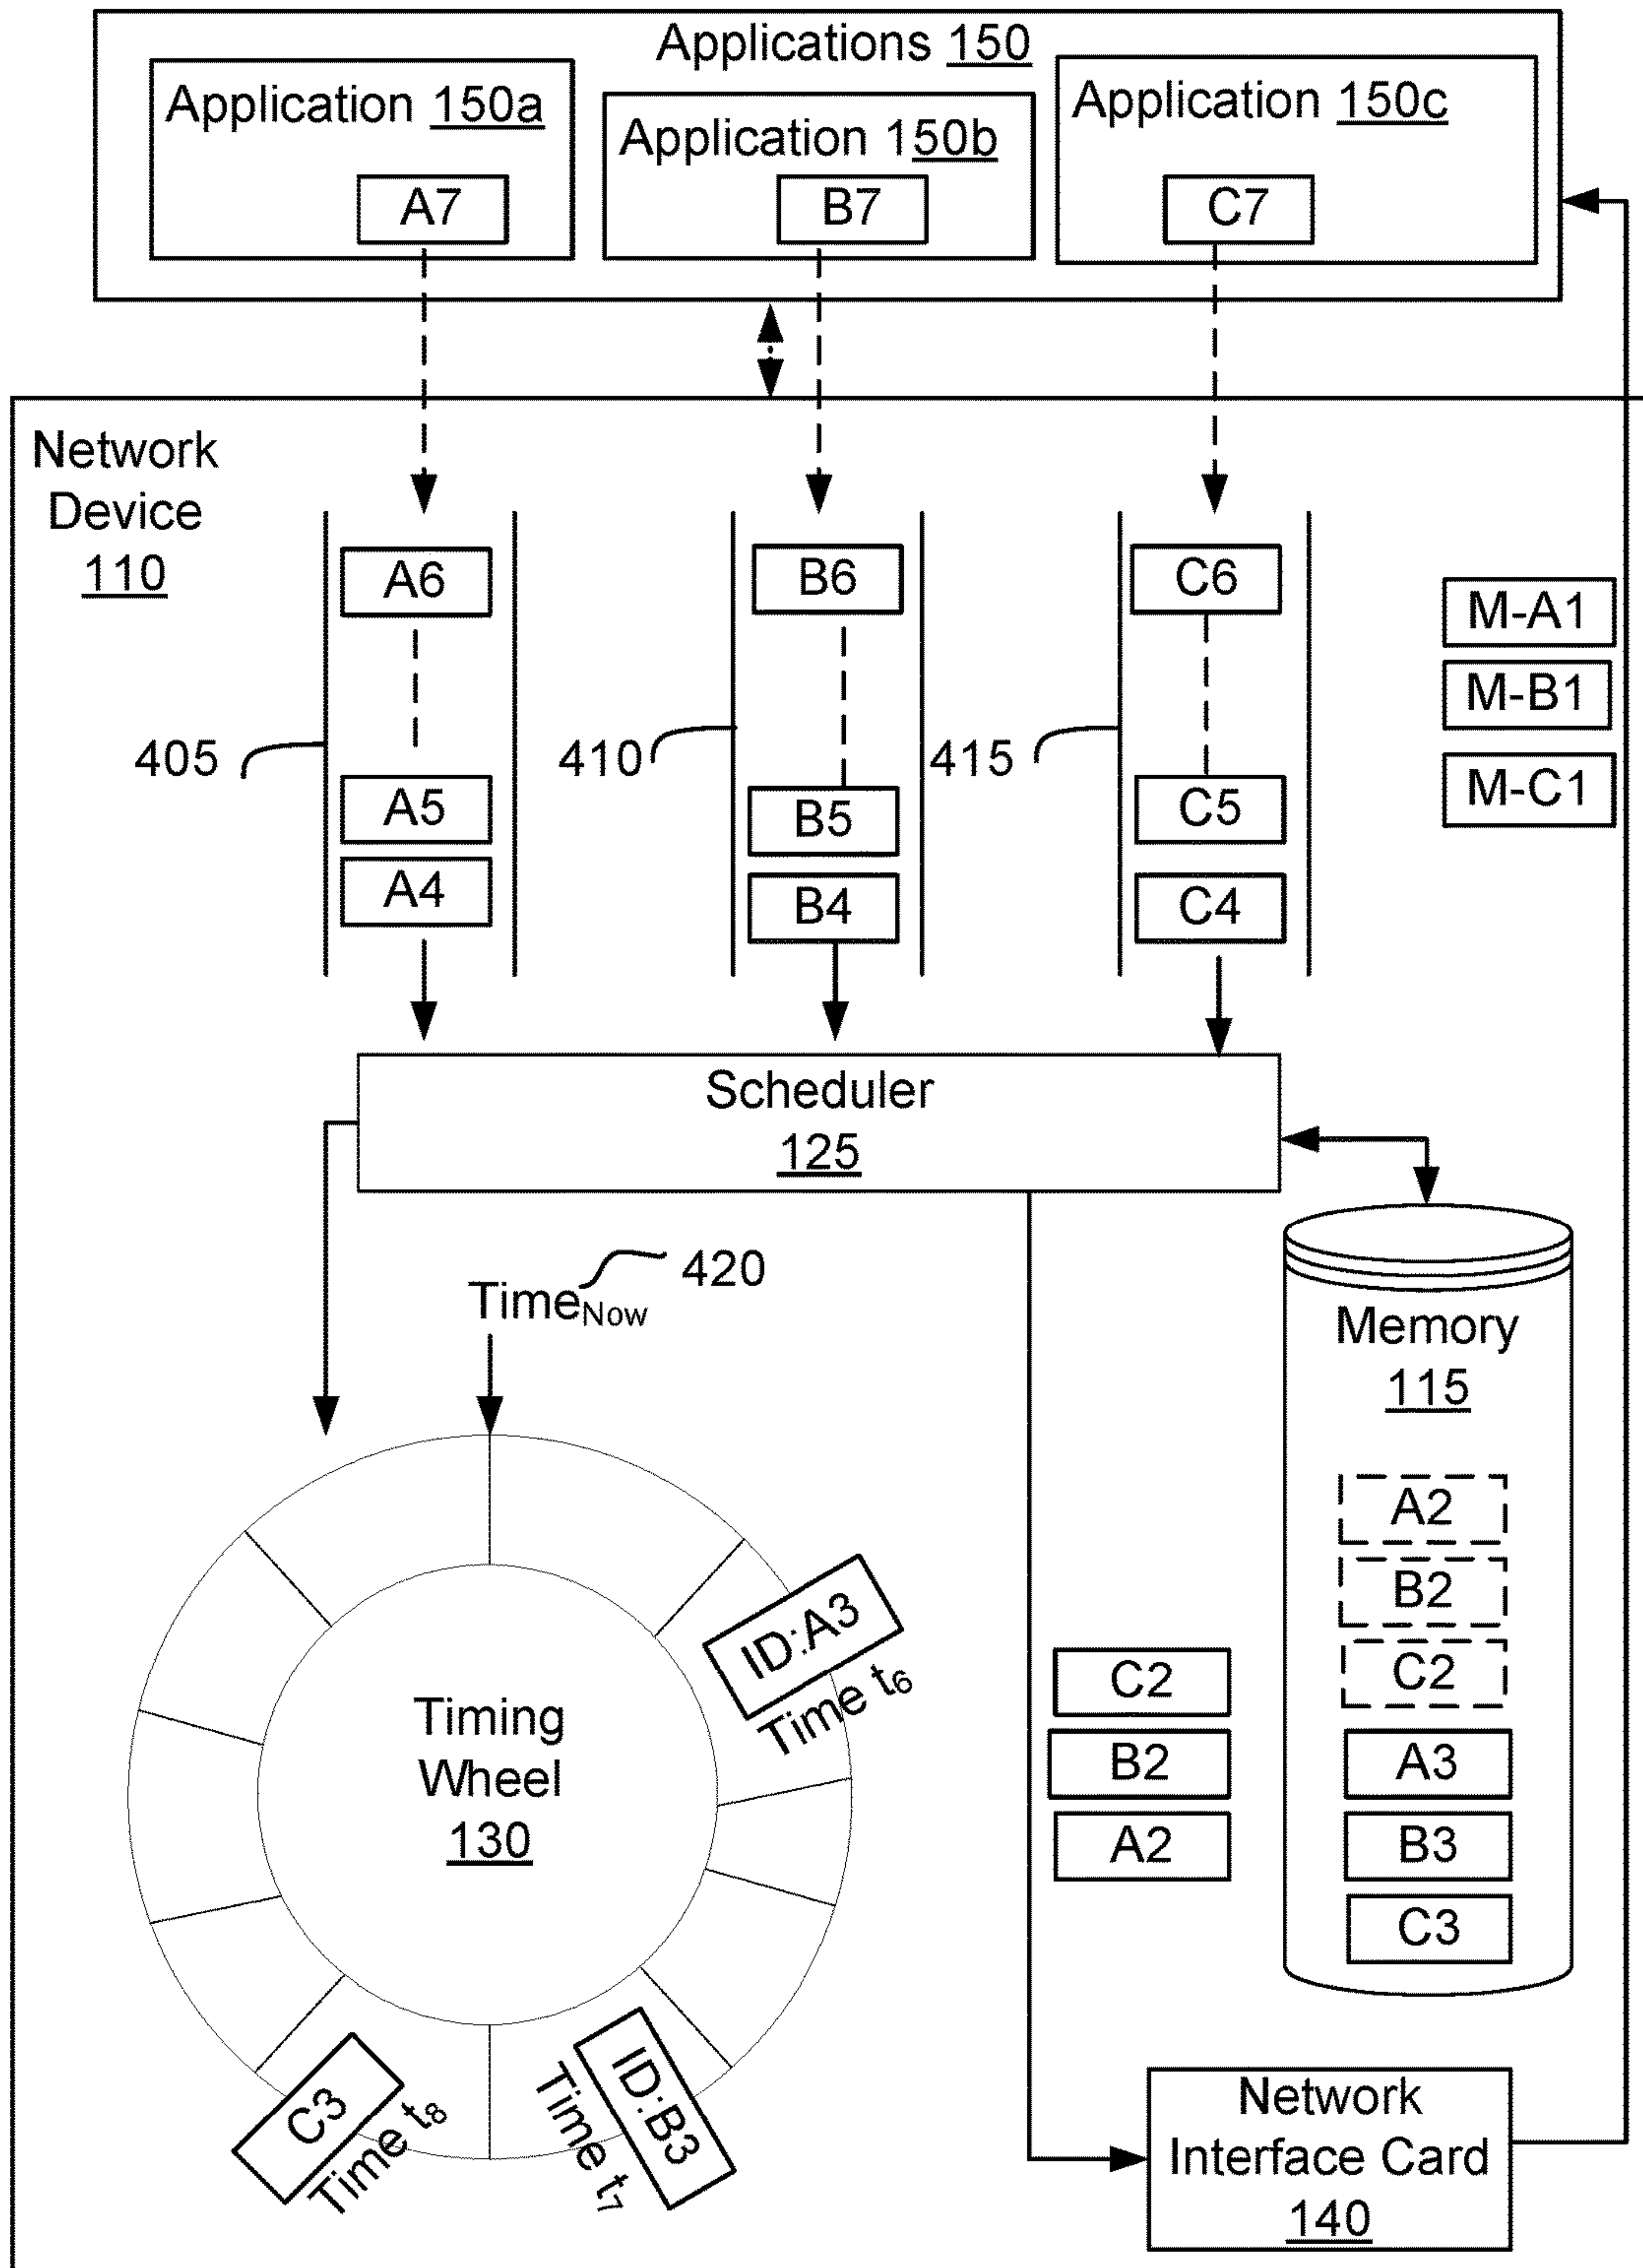 Applications 150
Application 150a
Application 150b
Application 150c
A7
B7
C7
Network
Device
110
A6
B6
C6
M-A1
M-B1
M-C1
405
410
415
A5
B5
C5
A4
B4
C4
Scheduler
125
420
TimeNow
Memory
115
A2
B2
C2
A3
B3
C3
ID:A3
Time t6
Timing
Wheel
130
C2
B2
A2
C3
Time t8
ID:B3
Time t7
Network
Interface Card
140